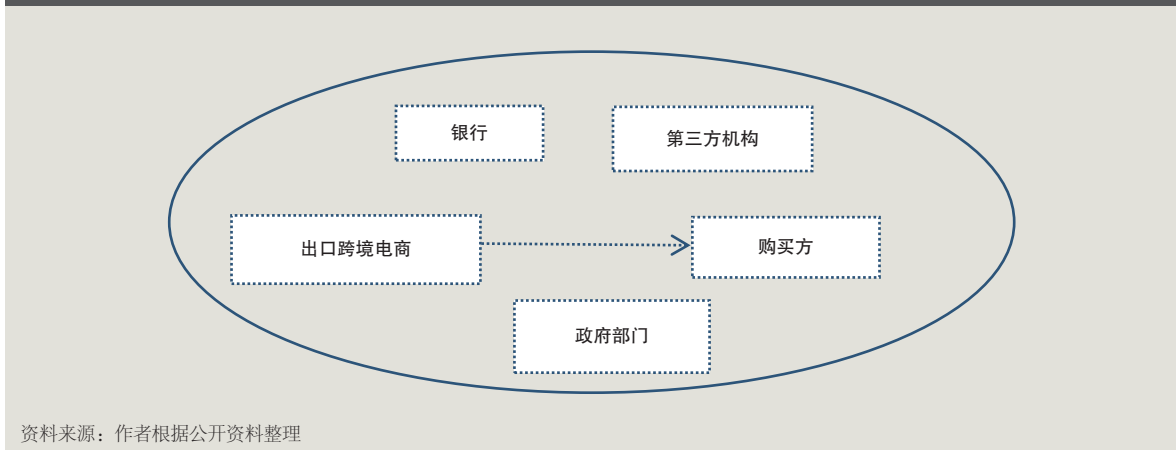 银行
第三方机构
出口跨境电商
购买方
政府部门
资料来源：作者根据公开资料整理